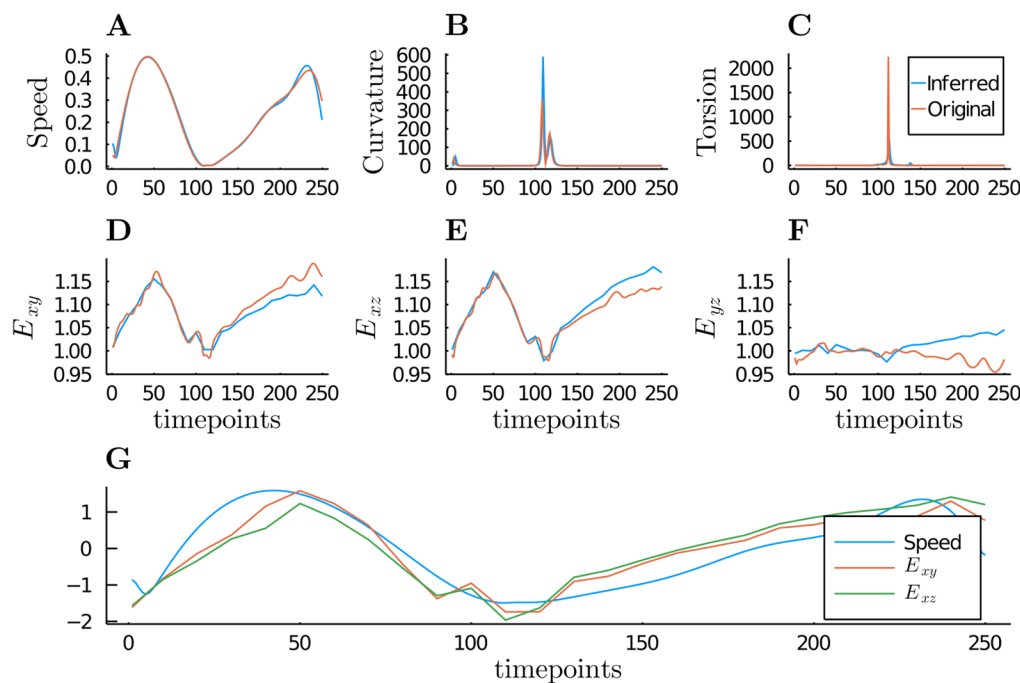 A
B
C
Speed
0.5
0.4
0.3
0.2
0.1
0.0
0 50 100 150 200 250
Curvature
600
500
400
300
200
100
0
0 50 100 150 200 250
Torsion
2000
1500
1000
500
0
0 50 100 150 200 250
Inferred
Original
D
E
F
E_xy
1.15
1.10
1.05
1.00
0.95
0 50 100 150 200 250
timepoints
E_xz
1.15
1.10
1.05
1.00
0.95
0 50 100 150 200 250
timepoints
E_yz
1.15
1.10
1.05
1.00
0.95
0 50 100 150 200 250
timepoints
G
1
0
-1
-2
0 50 100 150 200 250
timepoints
Speed
E_xy
E_xz